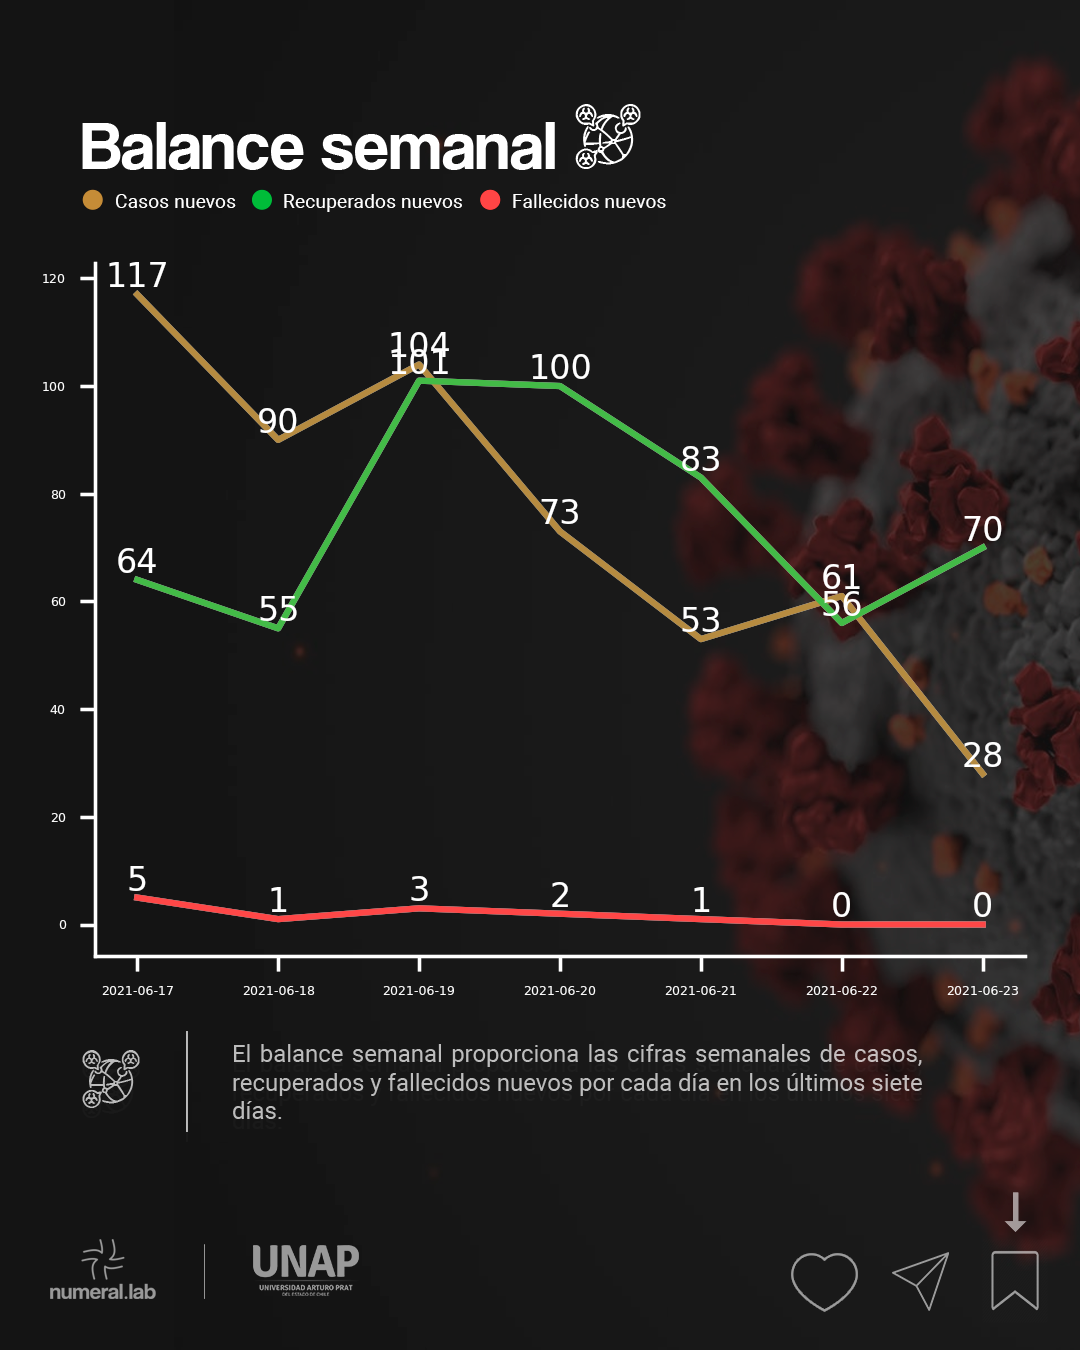 Balance semanal
Casos nuevos Recuperados nuevos Fallecidos nuevos
120
100
80
60
40
20
0
117
90
104
101
100
73
83
53
61
56
70
28
64
55
5
1
3
2
1
0
0
2021-06-17 2021-06-18 2021-06-19 2021-06-20 2021-06-21 2021-06-22 2021-06-23
El balance semanal proporciona las cifras semanales de casos,
recuperados y fallecidos nuevos por cada día en los últimos siete
días.
numeral.lab
UNAP
UNIVERSIDAD ARTURO PRAT
DEL ESTADO DE CHILE